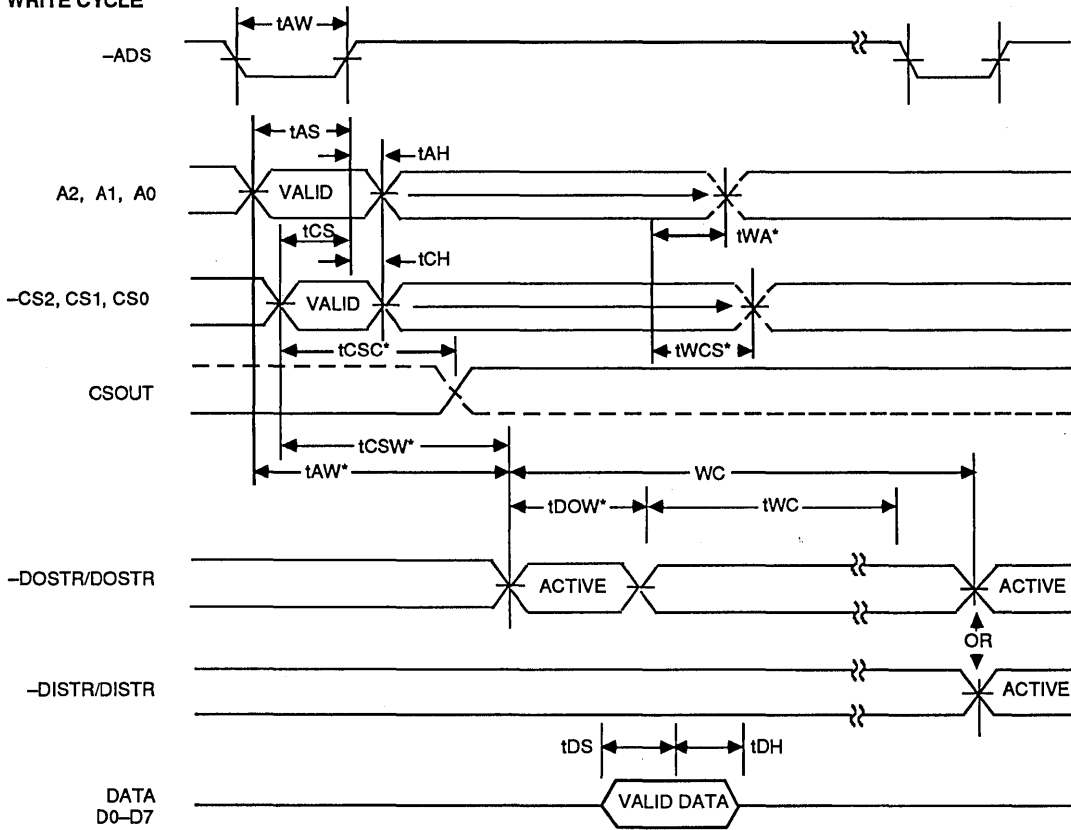 WRITE CYCLE
tAW
–ADS
tAS
tAH
A2, A1, A0
VALID
tCS
tWA*
tCH
–CS2, CS1, CS0
VALID
tCSC*
tWCS*
CSOUT
tCSW*
tAW*
WC
tDOW*
tWC
–DOSTR/DOSTR
ACTIVE
ACTIVE
OR
–DISTR/DISTR
ACTIVE
tDS
tDH
DATA
D0–D7
VALID DATA